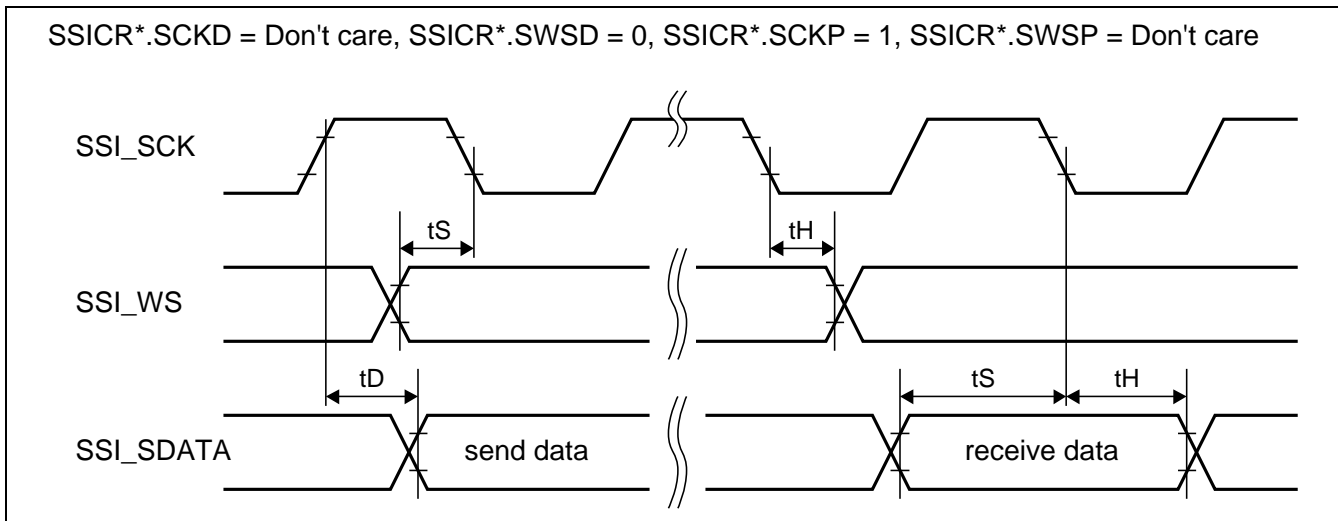 SSICR*.SCKD = Don't care, SSICR*.SWSD = 0, SSICR*.SCKP = 1, SSICR*.SWSP = Don't care
SSI_SCK
tS
tH
SSI_WS
tD
tS
tH
SSI_SDATA
send data
receive data